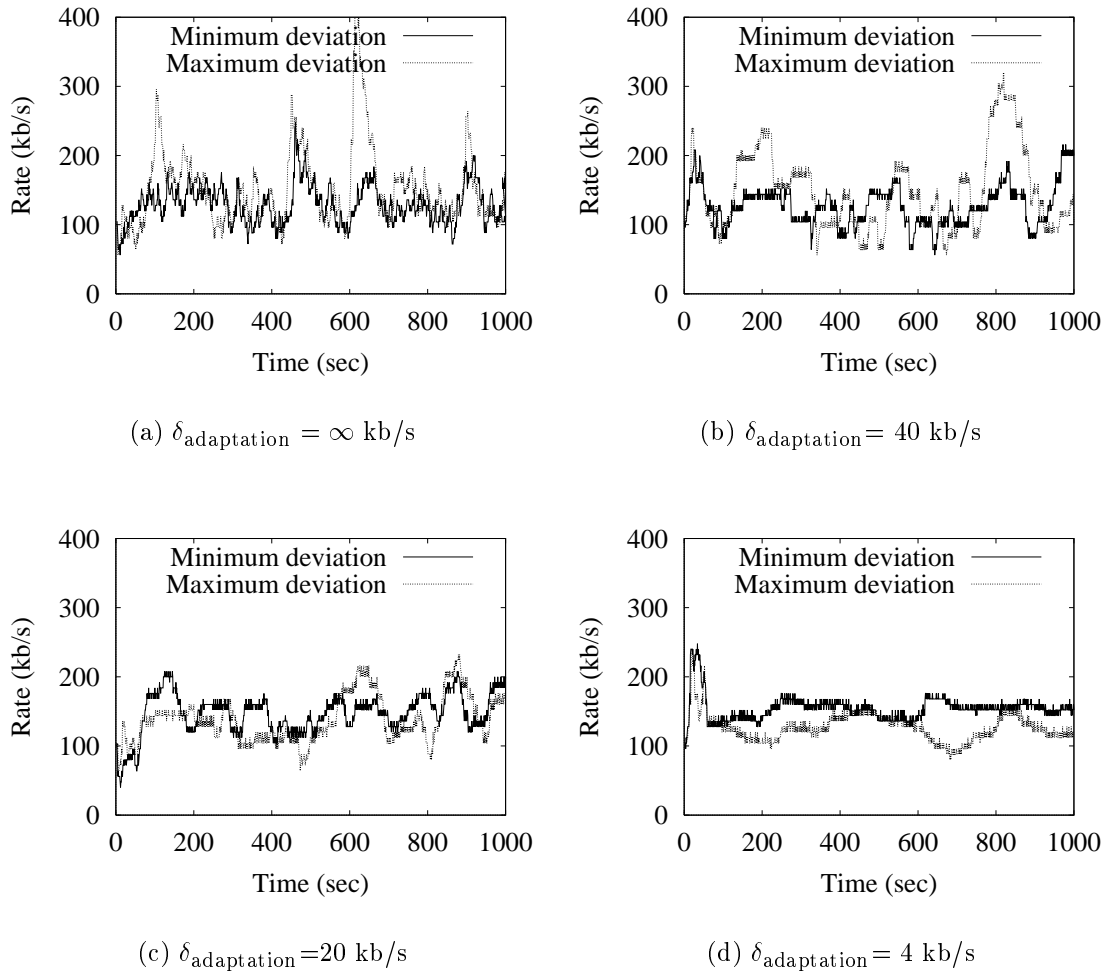 400
300
200
100
0
Rate (kb/s)
Minimum deviation
Maximum deviation
0 200 400 600 800 1000
Time (sec)
(a) δadaptation = ∞ kb/s
400
300
200
100
0
Rate (kb/s)
Minimum deviation
Maximum deviation
0 200 400 600 800 1000
Time (sec)
(b) δadaptation= 40 kb/s
400
300
200
100
0
Rate (kb/s)
Minimum deviation
Maximum deviation
0 200 400 600 800 1000
Time (sec)
(c) δadaptation=20 kb/s
400
300
200
100
0
Rate (kb/s)
Minimum deviation
Maximum deviation
0 200 400 600 800 1000
Time (sec)
(d) δadaptation= 4 kb/s